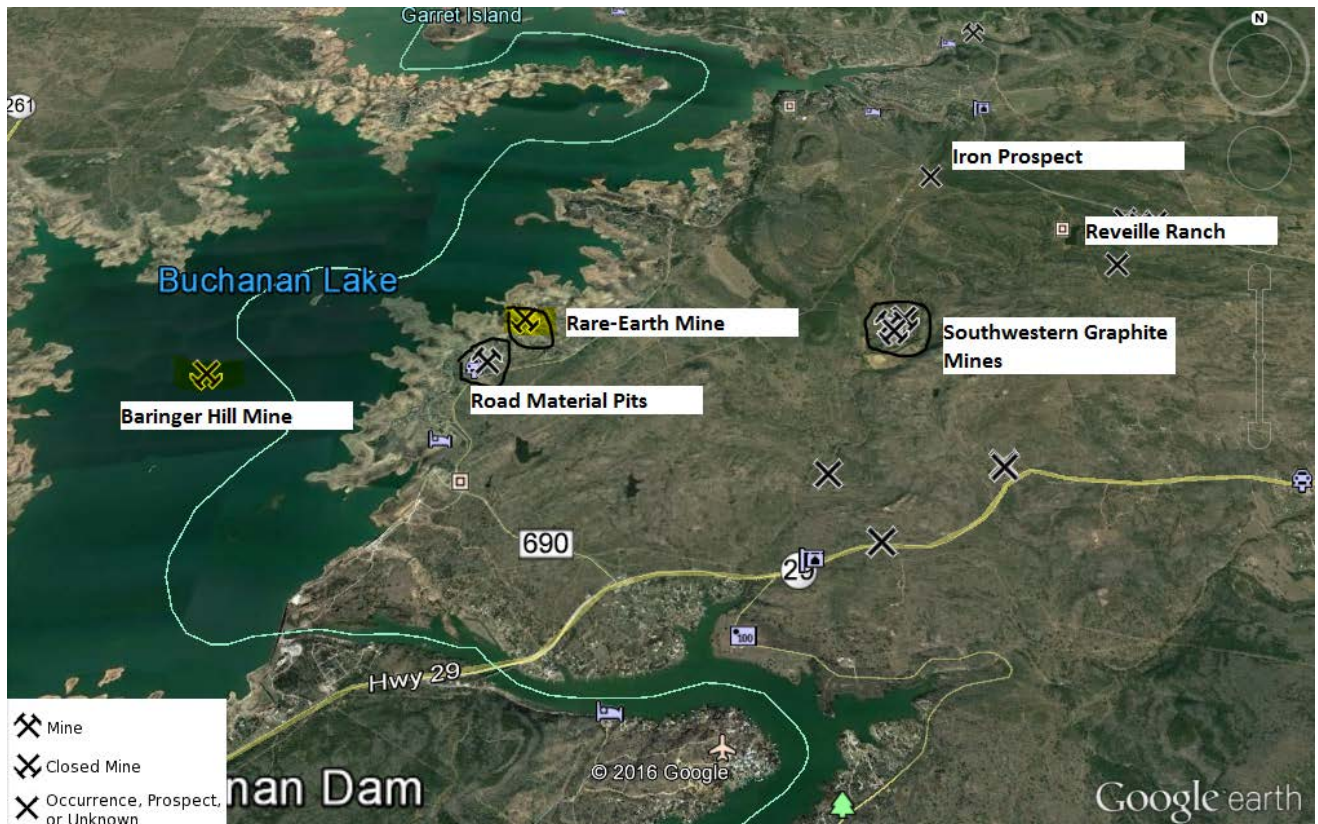 Garret Island
N
261
Iron Prospect
Reveille Ranch
Buchanan Lake
Rare-Earth Mine
Southwestern Graphite
Mines
Baringer Hill Mine
Road Material Pits
690
29
100
Hwy 29
Mine
Closed Mine
Occurrence, Prospect,
or Unknown
nan Dam
© 2016 Google
Google earth